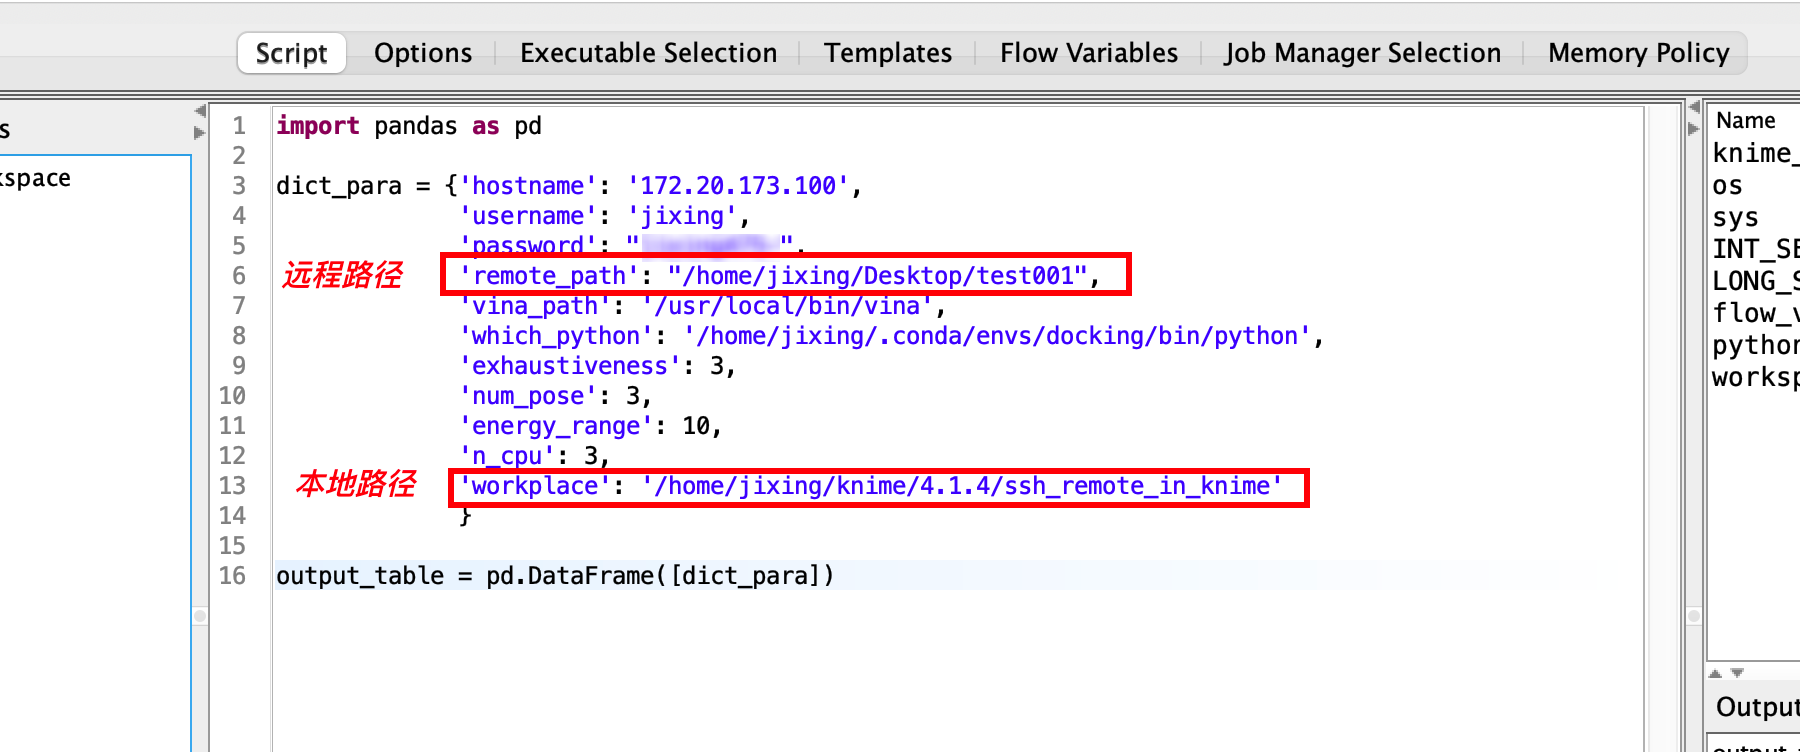 Script Options Executable Selection Templates Flow Variables Job Manager Selection Memory Policy
s
kspace
1 import pandas as pd
2
3 dict_para = {'hostname': '172.20.173.100',
4 'username': 'jixing',
5 'password': "
6 'remote_path': "/home/jixing/Desktop/test001",
远程路径
7 'vina_path': '/usr/local/bin/vina',
8 'which_python': '/home/jixing/.conda/envs/docking/bin/python',
9 'exhaustiveness': 3,
10 'num_pose': 3,
11 'energy_range': 10,
12 'n_cpu': 3,
13 'workplace': '/home/jixing/knime/4.1.4/ssh_remote_in_knime'
本地路径
14 }
15
16 output_table = pd.DataFrame([dict_para])
Name
knime_
os
sys
INT_SE
LONG_S
flow_v
python
worksp
Output